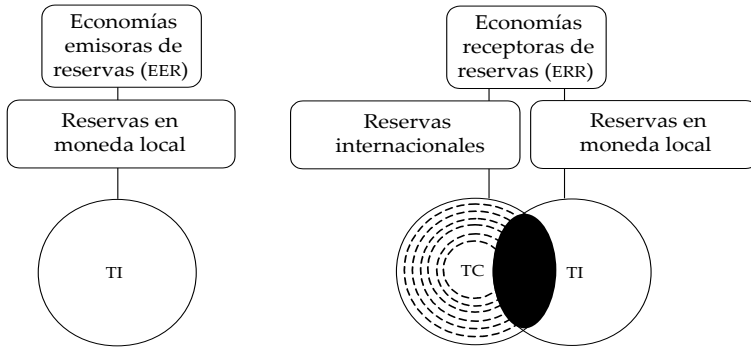 Economías
emisoras de
reservas (EER)
Reservas en
moneda local
TI
Economías
receptoras de
reservas (ERR)
Reservas
internacionales
Reservas en
moneda local
TC
TI